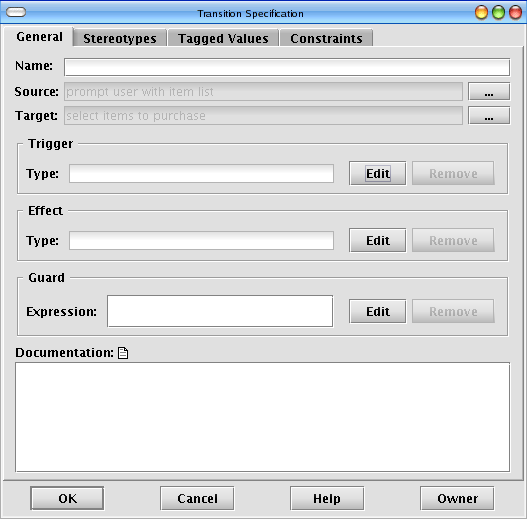 Transition Specification
General Stereotypes Tagged Values Constraints
Name:
Source: prompt user with item list ...
Target: select items to purchase ...
Trigger
Type: Edit Remove
Effect
Type: Edit Remove
Guard
Expression: Edit Remove
Documentation:
OK Cancel Help Owner